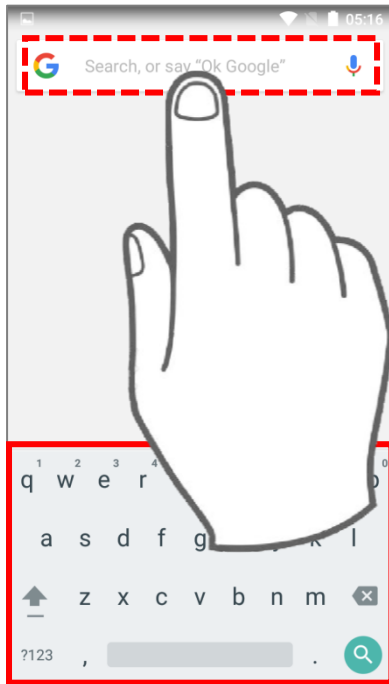 05:16
Search, or say “Ok Google”
1 2 3 4 0
q w e r
a s d f g l
z x c v b n m
?123 , .